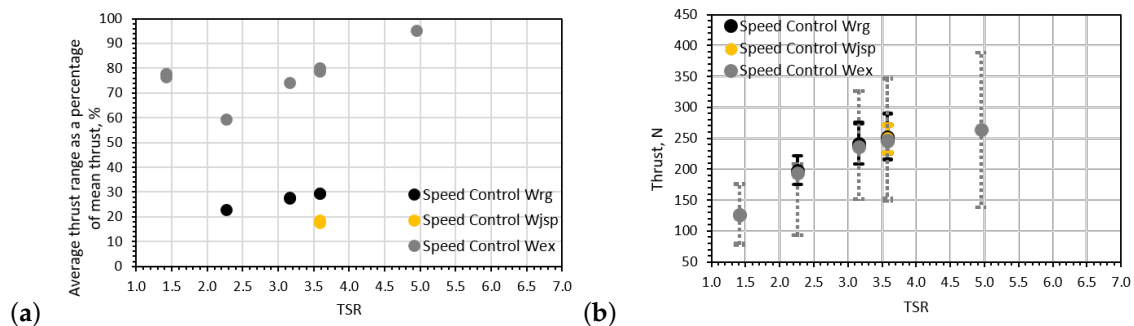 Average thrust range as a percentage
of mean thrust, %
100
90
80
70
60
50
40
30
20
10
0
1.0 1.5 2.0 2.5 3.0 3.5 4.0 4.5 5.0 5.5 6.0 6.5 7.0
TSR
Speed Control Wrg
Speed Control Wjsp
Speed Control Wex
(a)
Thrust, N
450
400
350
300
250
200
150
100
50
1.0 1.5 2.0 2.5 3.0 3.5 4.0 4.5 5.0 5.5 6.0 6.5 7.0
TSR
Speed Control Wrg
Speed Control Wjsp
Speed Control Wex
(b)